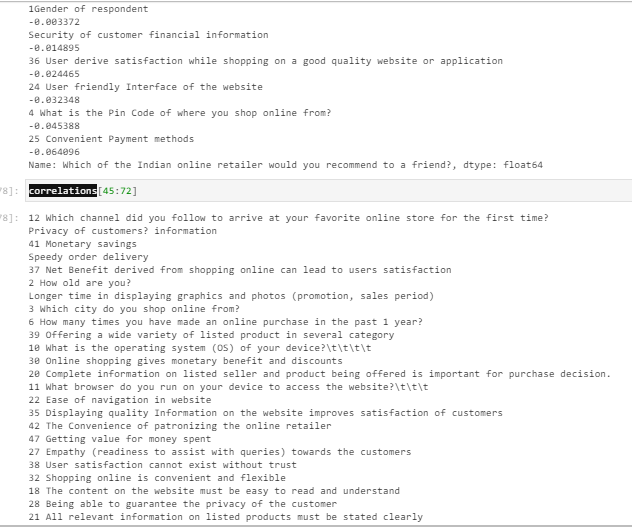 1Gender of respondent
-0.003372
Security of customer financial information
-0.014895
36 User derive satisfaction while shopping on a good quality website or application
-0.024465
24 User friendly Interface of the website
-0.032348
4 What is the Pin Code of where you shop online from?
-0.045388
25 Convenient Payment methods
-0.064096
Name: Which of the Indian online retailer would you recommend to a friend?, dtype: float64
78]: correlations[45:72]
78]: 12 Which channel did you follow to arrive at your favorite online store for the first time?
Privacy of customers? information
41 Monetary savings
Speedy order delivery
37 Net Benefit derived from shopping online can lead to users satisfaction
2 How old are you?
Longer time in displaying graphics and photos (promotion, sales period)
3 Which city do you shop online from?
6 How many times you have made an online purchase in the past 1 year?
39 Offering a wide variety of listed product in several category
10 What is the operating system (OS) of your device?\t\t\t\t
30 Online shopping gives monetary benefit and discounts
20 Complete information on listed seller and product being offered is important for purchase decision.
11 What browser do you run on your device to access the website?\t\t\t
22 Ease of navigation in website
35 Displaying quality Information on the website improves satisfaction of customers
42 The Convenience of patronizing the online retailer
47 Getting value for money spent
27 Empathy (readiness to assist with queries) towards the customers
38 User satisfaction cannot exist without trust
32 Shopping online is convenient and flexible
18 The content on the website must be easy to read and understand
28 Being able to guarantee the privacy of the customer
21 All relevant information on listed products must be stated clearly